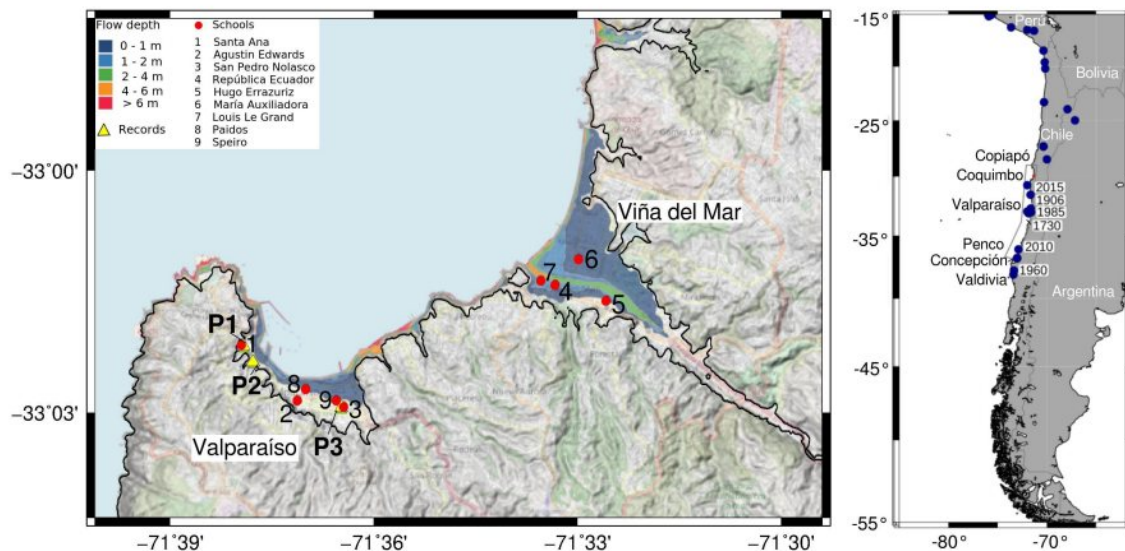 Flow depth
0 - 1 m
1 - 2 m
2 - 4 m
4 - 6 m
> 6 m
Records
Schools
1 Santa Ana
2 Agustin Edwards
3 San Pedro Nolasco
4 República Ecuador
5 Hugo Errazuriz
6 María Auxiliadora
7 Louis Le Grand
8 Paidos
9 Speiro
−33˚00'
−33˚03'
Viña del Mar
6
7
4
5
P1
1
P2
8
2
9
3
P3
Valparaíso
−71˚39'
−71˚36'
−71˚33'
−71˚30'
−15°
Perú
Bolivia
−25°
Chile
Copiapó
Coquimbo
2015
Valparaíso
1906
1985
1730
−35°
Penco
2010
Concepción
1960
Valdivia
Argentina
−45°
−55°
−80°
−70°